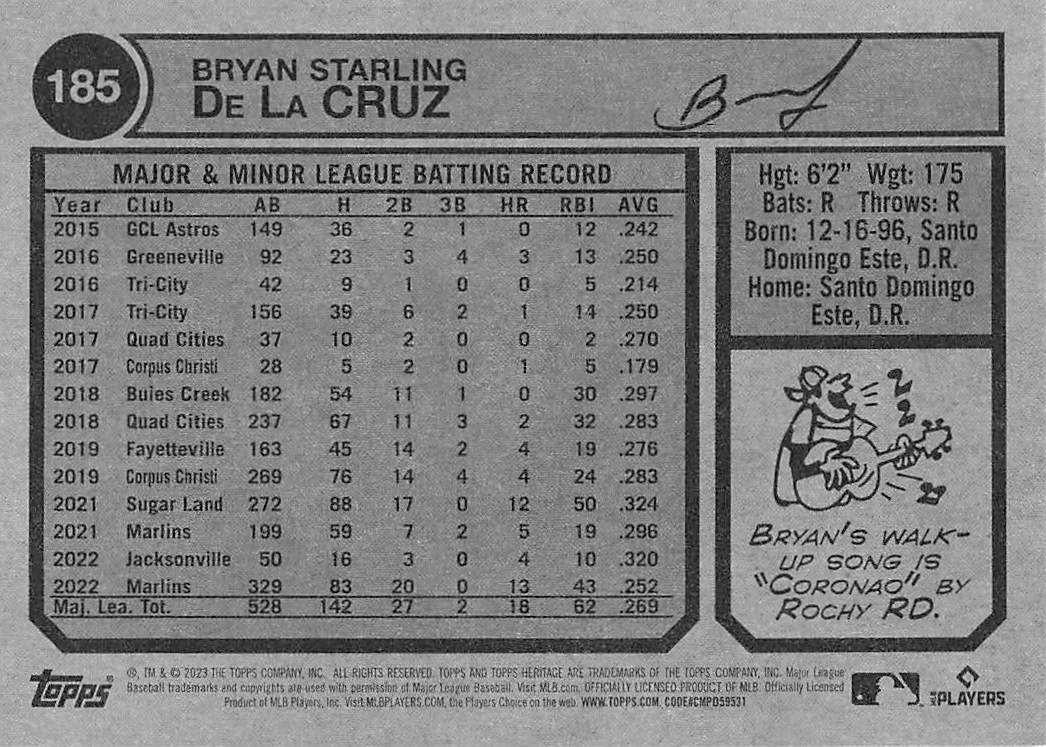 185
BRYAN STARLING
DE LA CRUZ
MAJOR & MINOR LEAGUE BATTING RECORD
Year Club AB H 2B 3B HR RBI AVG
2015 GCL Astros 149 36 2 1 0 12 .242
2016 Greeneville 92 23 3 4 3 13 .250
2016 Tri-City 42 9 1 0 0 5 .214
2017 Tri-City 156 39 6 2 1 14 .250
2017 Quad Cities 37 10 2 0 0 2 .270
2017 Corpus Christi 28 5 2 0 1 5 .179
2018 Buies Creek 182 54 11 1 0 30 .297
2018 Quad Cities 237 67 11 3 2 32 .283
2019 Fayetteville 163 45 14 2 4 19 .276
2019 Corpus Christi 269 76 14 4 4 24 .283
2021 Sugar Land 272 88 17 0 12 50 .324
2021 Marlins 199 59 7 2 5 19 .296
2022 Jacksonville 50 16 3 0 4 10 .320
2022 Marlins 329 83 20 0 13 43 .252
Maj. Lea. Tot. 528 142 27 2 18 62 .269
Hgt: 6'2" Wgt: 175
Bats: R Throws: R
Born: 12-16-96, Santo
Domingo Este, D.R.
Home: Santo Domingo
Este, D.R.
BRYAN'S WALK-
UP SONG IS
"CORONAO" BY
ROCHY RD.
topps
®, TM & © 2023 THE TOPPS COMPANY, INC. ALL RIGHTS RESERVED. TOPPS AND TOPPS HERITAGE ARE TRADEMARKS OF THE TOPPS COMPANY, INC. Major League
Baseball trademarks and copyrights are used with permission of Major League Baseball. Visit MLB.com. OFFICIALLY LICENSED PRODUCT OF MLB. Officially Licensed
Product of MLB Players, Inc. Visit MLBPLAYERS.COM, the Players Choice on the web. WWW.TOPPS.COM. CODE#CMPD59531
MLB PLAYERS